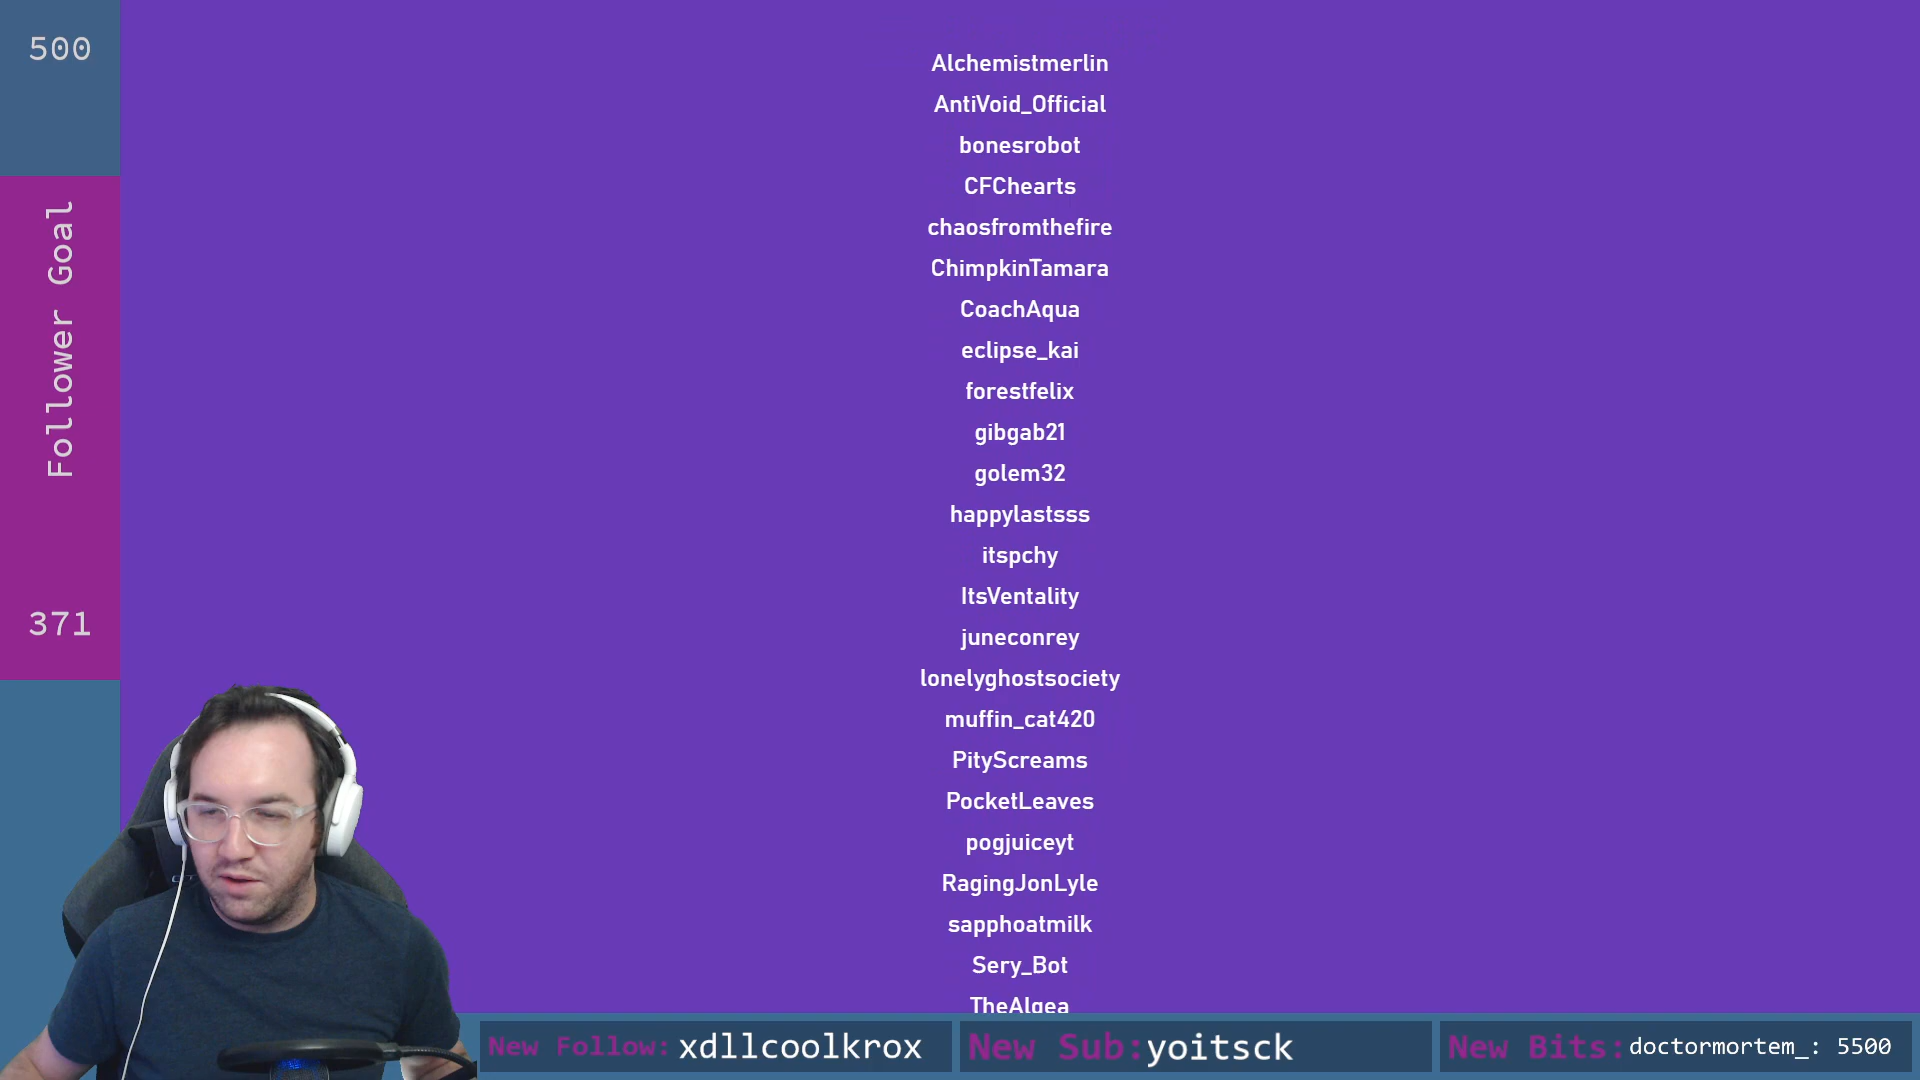 500
Follower Goal
371
Alchemistmerlin
AntiVoid_Official
bonesrobot
CFChearts
chaosfromthefire
ChimpkinTamara
CoachAqua
eclipse_kai
forestfelix
gibgab21
golem32
happylastsss
itspchy
ItsVentality
juneconrey
lonelyghostsociety
muffin_cat420
PityScreams
PocketLeaves
pogjuiceyt
RagingJonLyle
sapphoatmilk
Sery_Bot
TheAlgea
New Follow: xdllcoolkrox
New Sub: yoitsck
New Bits: doctormortem_: 5500